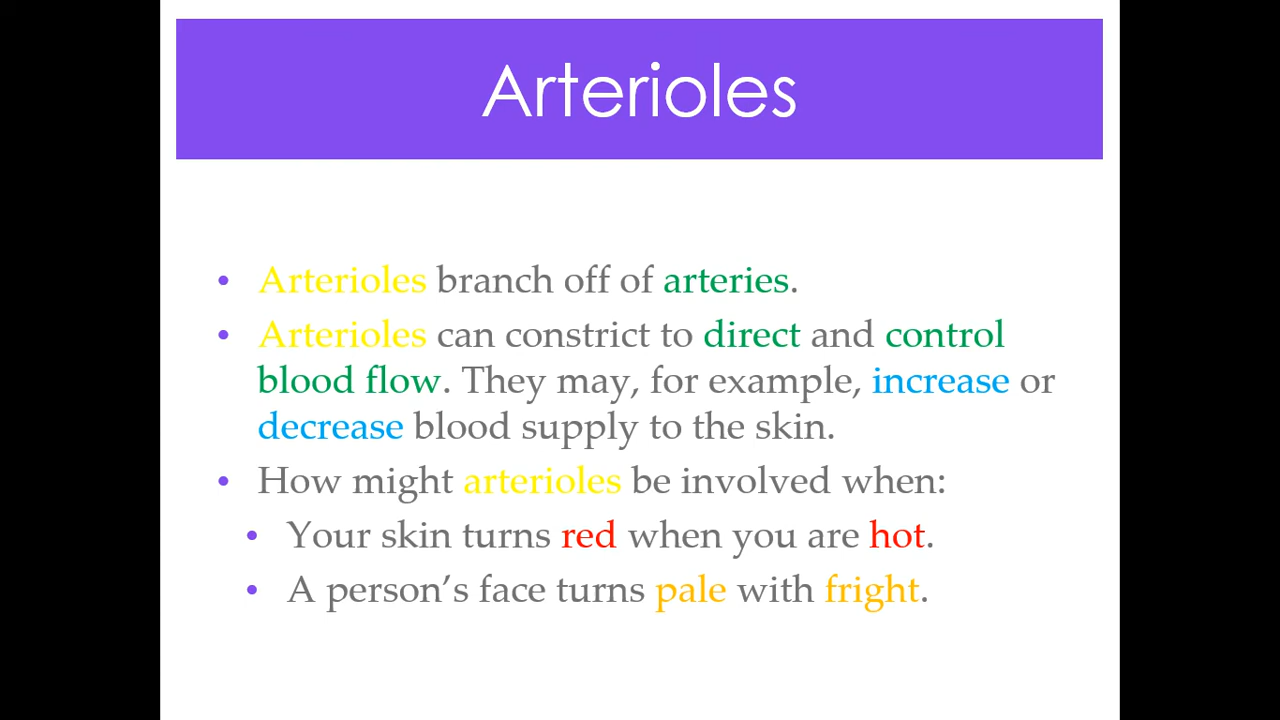 Arterioles
• Arterioles branch off of arteries.
• Arterioles can constrict to direct and control
blood flow. They may, for example, increase or
decrease blood supply to the skin.
• How might arterioles be involved when:
• Your skin turns red when you are hot.
• A person’s face turns pale with fright.